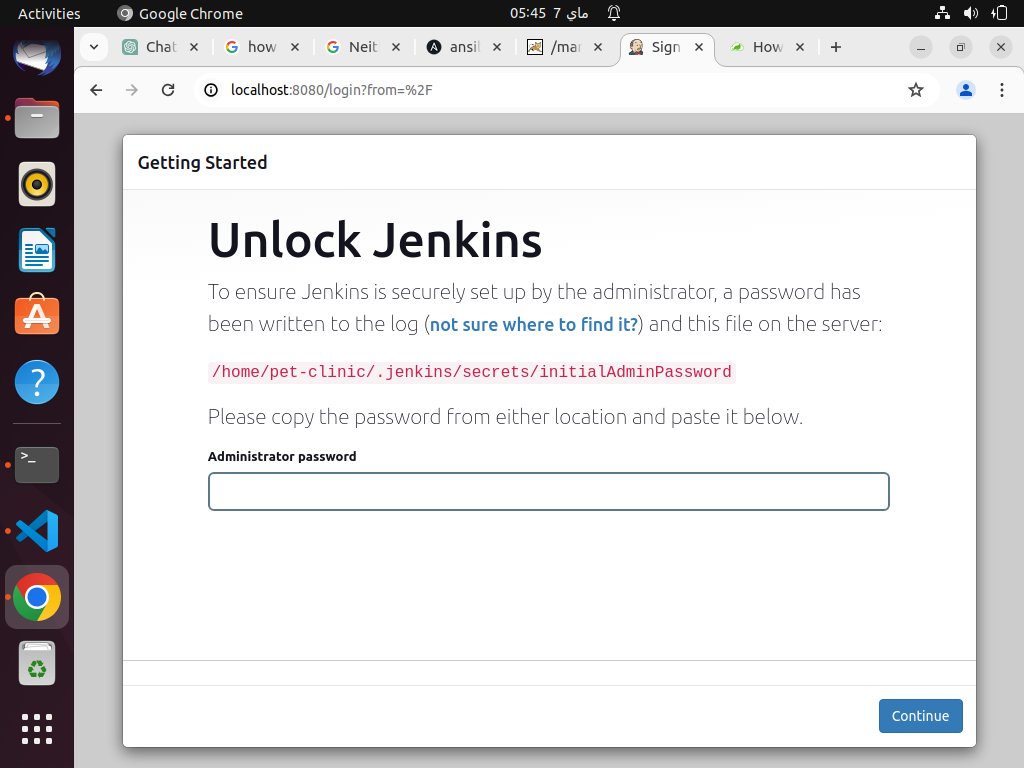 Activities
Google Chrome
05:45 7 ماي
Chat
how
Neit
ansil
/mar
Sign
How
localhost:8080/login?from=%2F
Getting Started
Unlock Jenkins
To ensure Jenkins is securely set up by the administrator, a password has
been written to the log (not sure where to find it?) and this file on the server:
/home/pet-clinic/.jenkins/secrets/initialAdminPassword
Please copy the password from either location and paste it below.
Administrator password
Continue